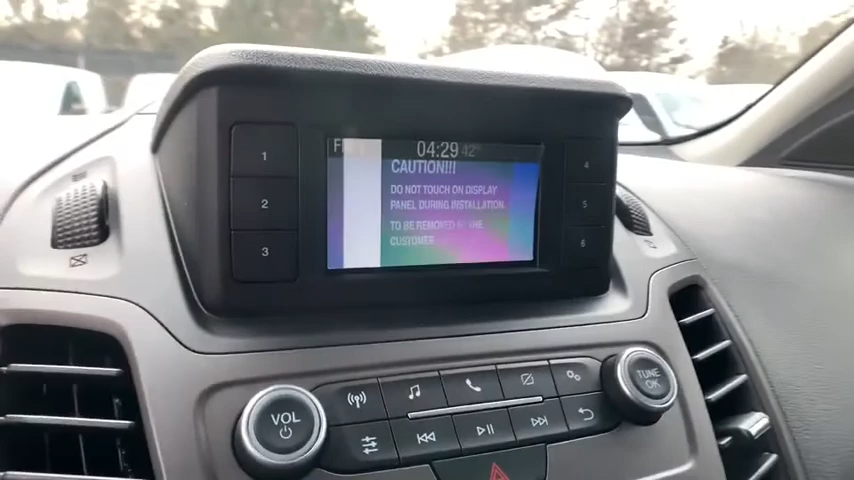 04:29 42°
CAUTION!!!
DO NOT TOUCH ON DISPLAY
PANEL DURING INSTALLATION.
TO BE REMOVED BY THE
CUSTOMER
1
2
3
4
5
6
VOL
TUNE
OK